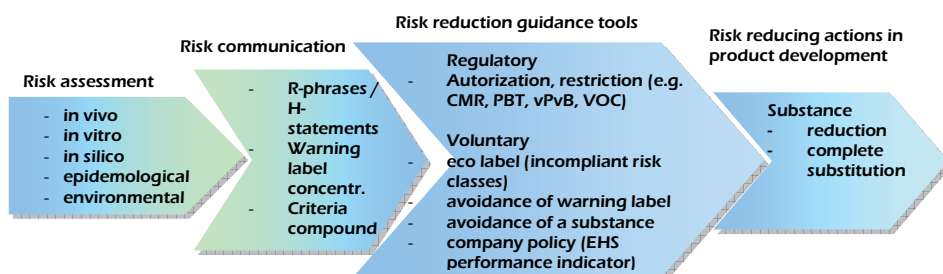 Risk assessment
- in vivo
- in vitro
- in silico
- epidemological
- environmental
Risk communication
- R-phrases /
H-
statements
- Warning
label
concentr.
- Criteria
compound
Risk reduction guidance tools
Regulatory
- Autorization, restriction (e.g.
CMR, PBT, vPvB, VOC)
Voluntary
- eco label (incompliant risk
classes)
- avoidance of warning label
- avoidance of a substance
- company policy (EHS
performance indicator)
Risk reducing actions in
product development
Substance
- reduction
- complete
substitution